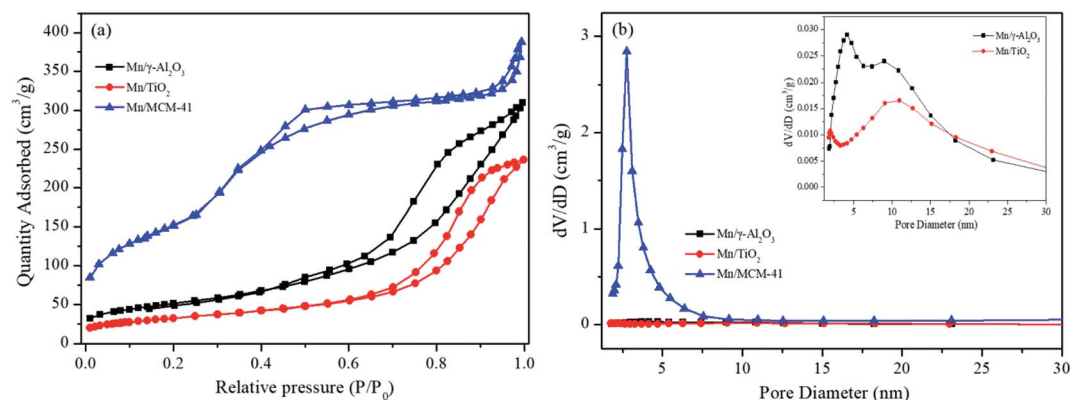 (a)
Mn/γ-Al₂O₃
Mn/TiO₂
Mn/MCM-41
Quantity Adsorbed (cm³/g)
400
350
300
250
200
150
100
50
0
0.0 0.2 0.4 0.6 0.8 1.0
Relative pressure (P/P₀)
(b)
dV/dD (cm³/g)
3
2
1
0
5 10 15 20 25 30
Pore Diameter (nm)
Mn/γ-Al₂O₃
Mn/TiO₂
Mn/MCM-41
dV/dD (cm³/g)
0.030
0.025
0.020
0.015
0.010
0.005
0.000
5 10 15 20 25 30
Pore Diameter (nm)
Mn/γ-Al₂O₃
Mn/TiO₂